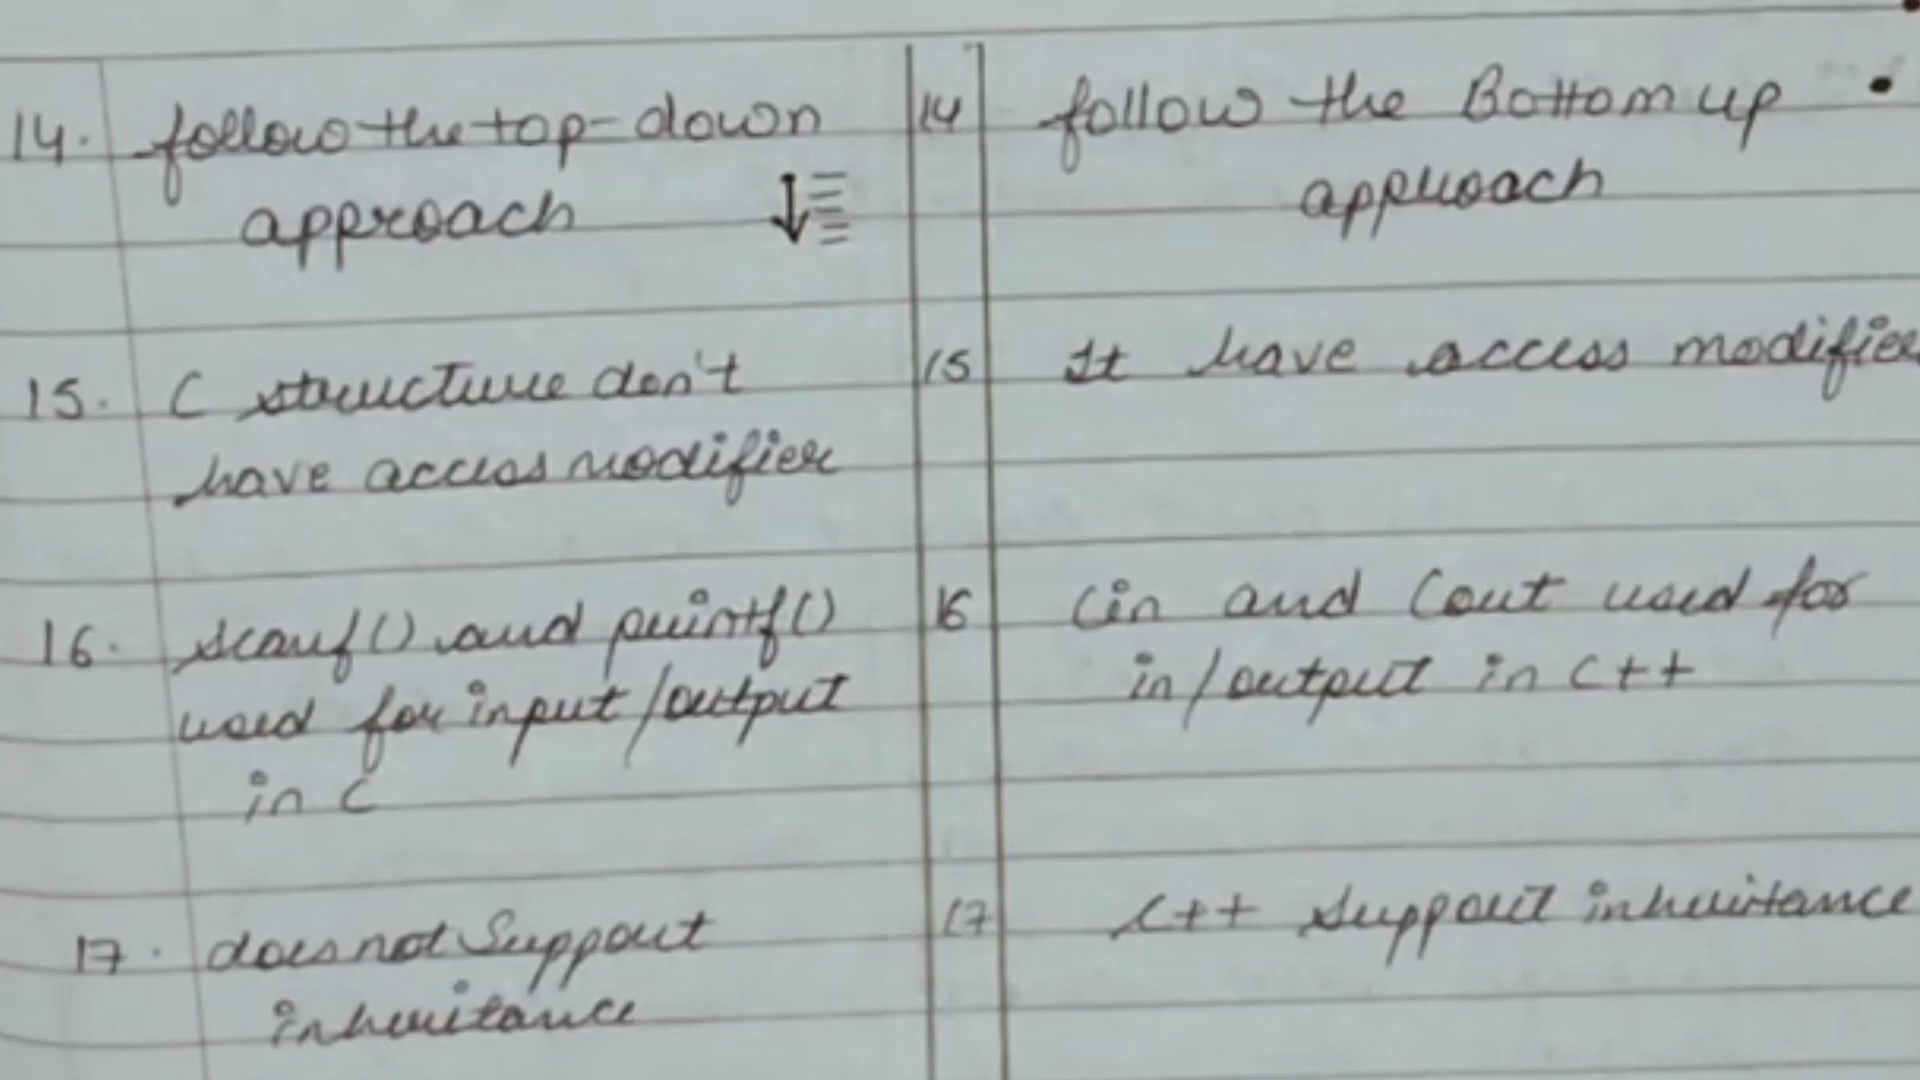 14. follow the top-down
approach
15. C structure don't
have access modifier
16. scanf() and printf()
used for input/output
in C
17. does not Support
inheritance
14 follow the Bottom up
approach
15 It have access modifier
16 Cin and Cout used for
in/output in C++
17 C++ support inheritance